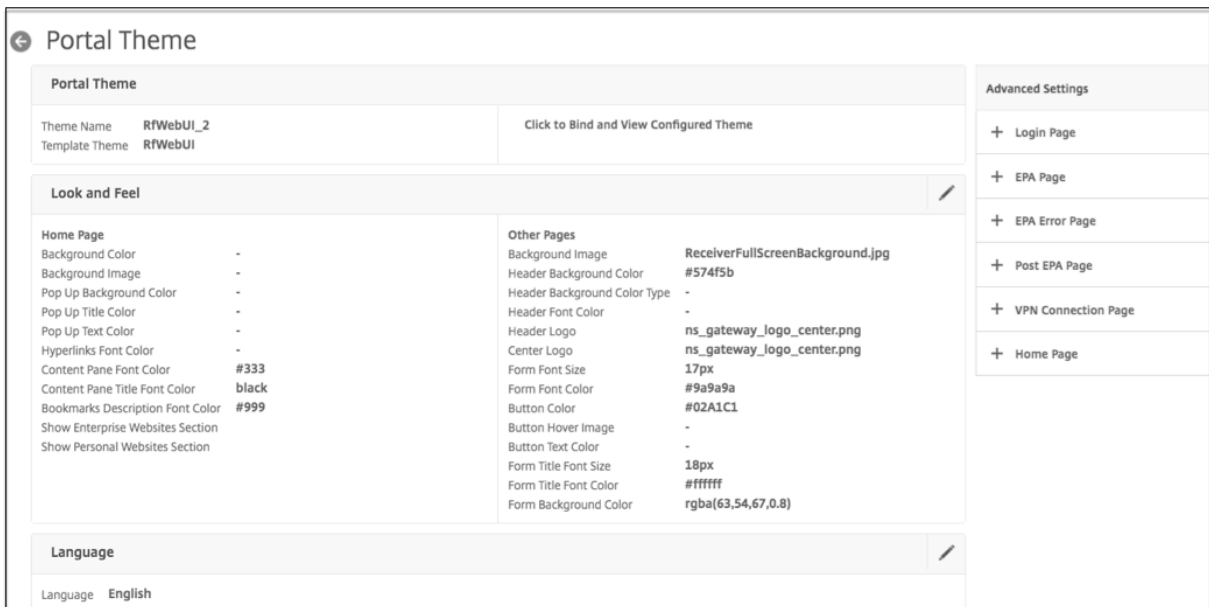 Portal Theme
Portal Theme
Theme Name RfWebUI_2
Template Theme RfWebUI
Click to Bind and View Configured Theme
Look and Feel
Home Page
Background Color -
Background Image -
Pop Up Background Color -
Pop Up Title Color -
Pop Up Text Color -
Hyperlinks Font Color -
Content Pane Font Color #333
Content Pane Title Font Color black
Bookmarks Description Font Color #999
Show Enterprise Websites Section
Show Personal Websites Section
Other Pages
Background Image ReceiverFullScreenBackground.jpg
Header Background Color #574f5b
Header Background Color Type -
Header Font Color -
Header Logo ns_gateway_logo_center.png
Center Logo ns_gateway_logo_center.png
Form Font Size 17px
Form Font Color #9a9a9a
Button Color #02A1C1
Button Hover Image -
Button Text Color -
Form Title Font Size 18px
Form Title Font Color #ffffff
Form Background Color rgba(63,54,67,0.8)
Language
Language English
Advanced Settings
+ Login Page
+ EPA Page
+ EPA Error Page
+ Post EPA Page
+ VPN Connection Page
+ Home Page